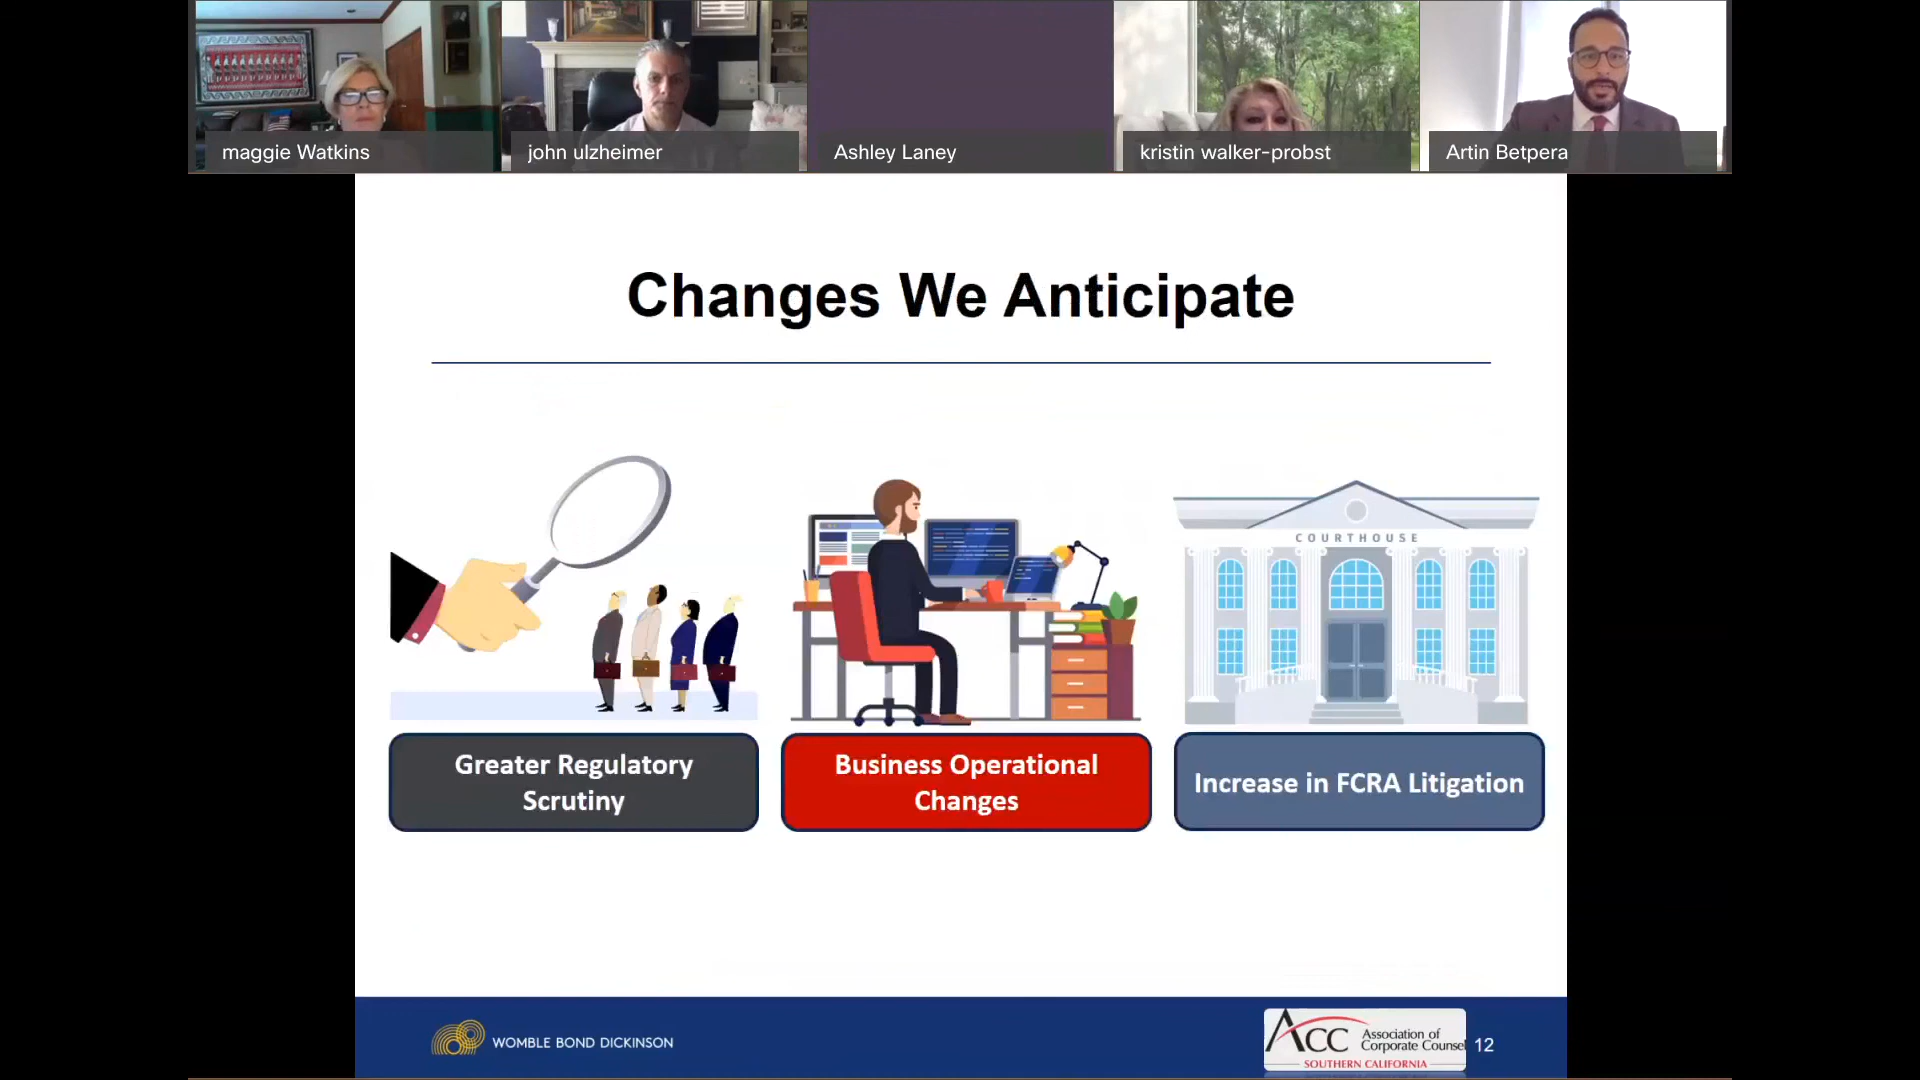 maggie Watkins
john ulzheimer
Ashley Laney
kristin walker-probst
Artin Betpera
Changes We Anticipate
COURTHOUSE
Greater Regulatory
Scrutiny
Business Operational
Changes
Increase in FCRA Litigation
WOMBLE BOND DICKINSON
ACC
Association of
Corporate Counsel
SOUTHERN CALIFORNIA
12